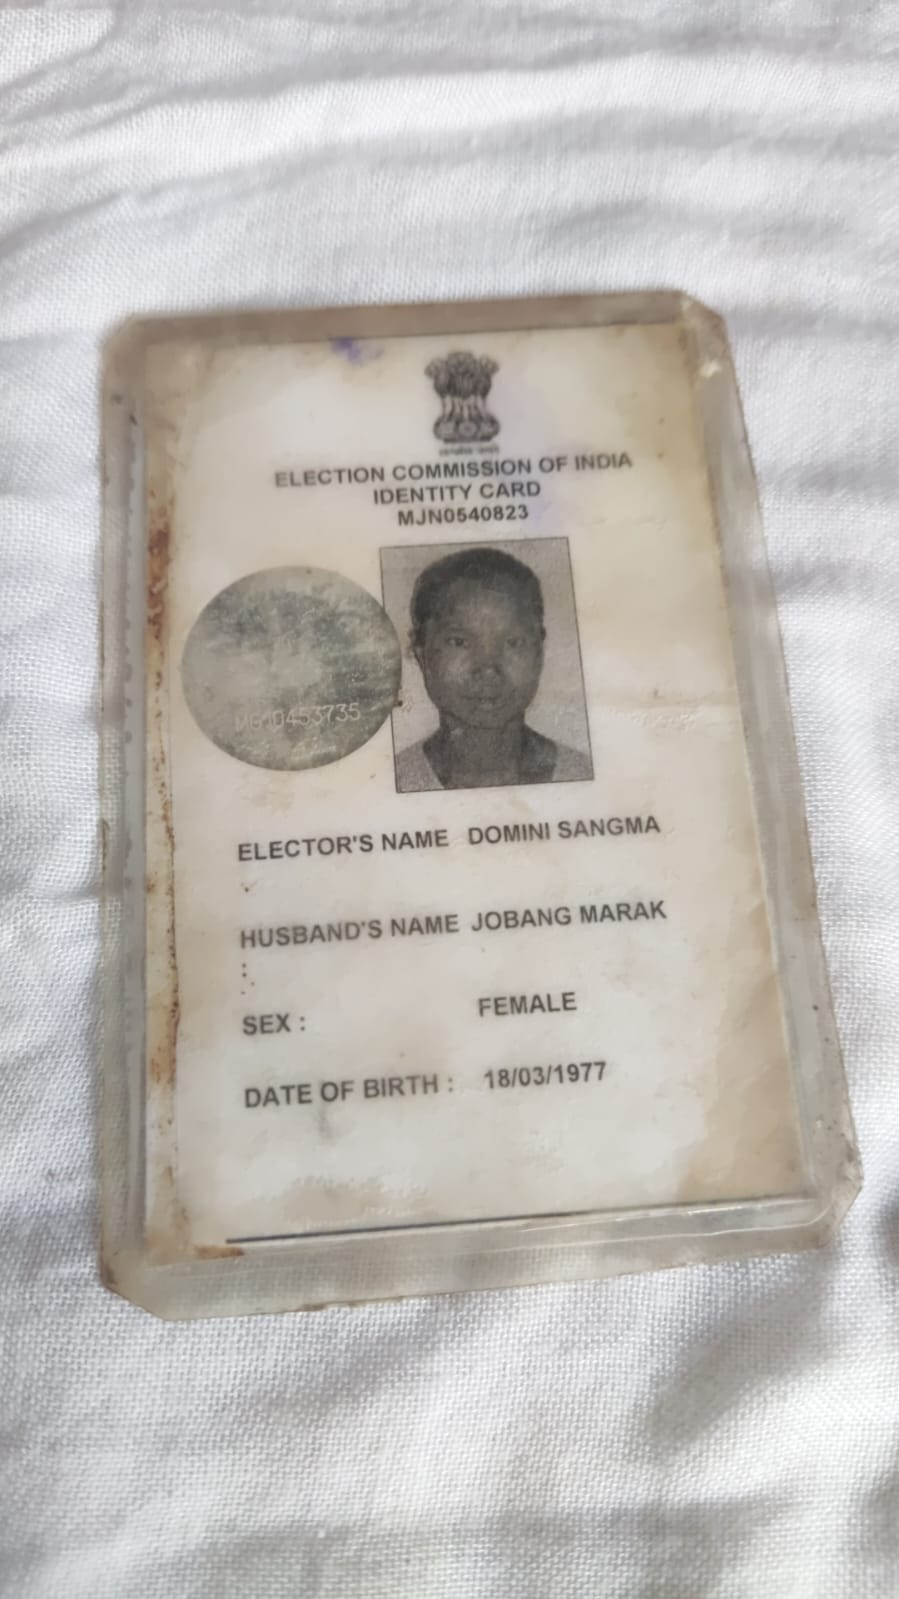 ELECTION COMMISSION OF INDIA
IDENTITY CARD
MJN0540823
ELECTOR'S NAME DOMINI SANGMA
:
HUSBAND'S NAME JOBANG MARAK
:
SEX : FEMALE
DATE OF BIRTH : 18/03/1977